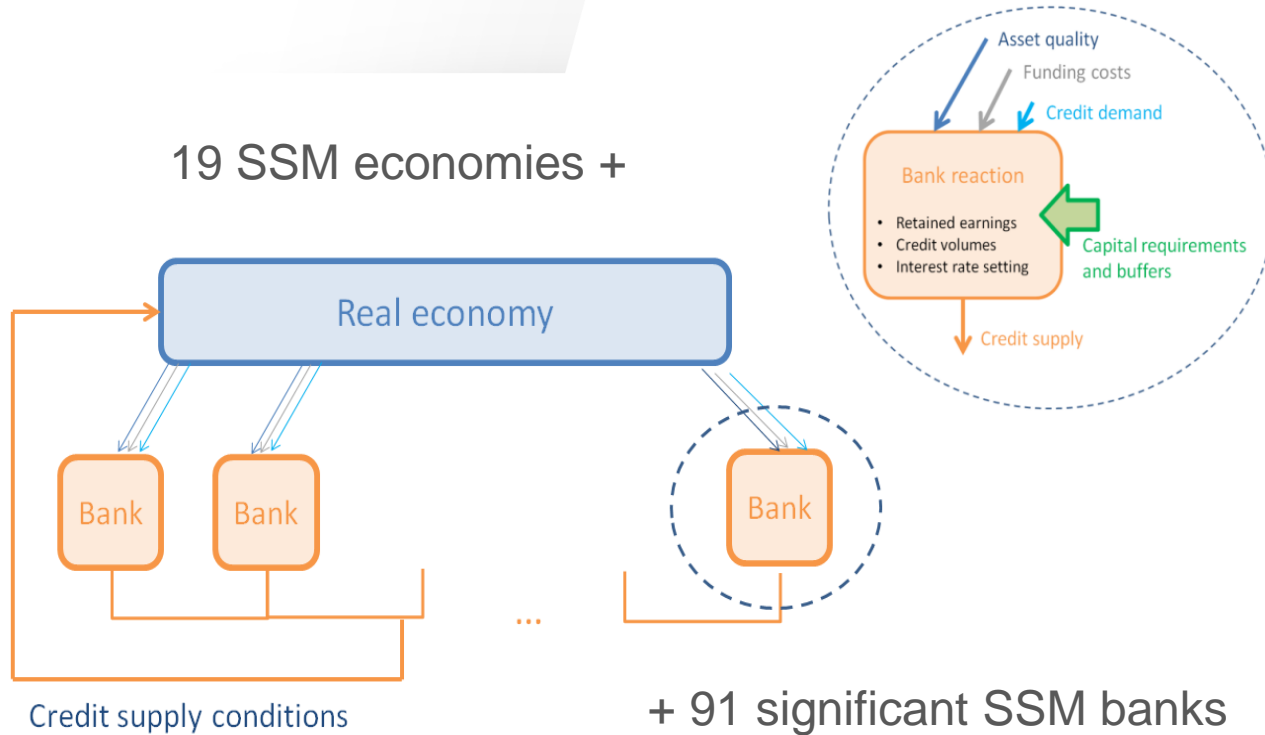 19 SSM economies +
Asset quality
Funding costs
Credit demand
Bank reaction
• Retained earnings
• Credit volumes
• Interest rate setting
Capital requirements
and buffers
Credit supply
Real economy
Bank
Bank
Bank
...
Credit supply conditions
+ 91 significant SSM banks